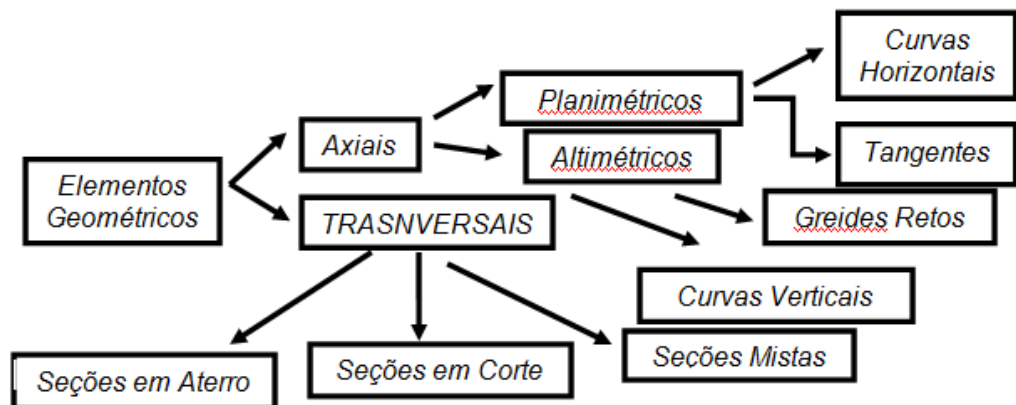 Curvas
Horizontais
Planimétricos
Axiais
Altimétricos
Tangentes
Elementos
Geométricos
TRASNVERSAIS
Greides Retos
Curvas Verticais
Seções em Aterro
Seções em Corte
Seções Mistas